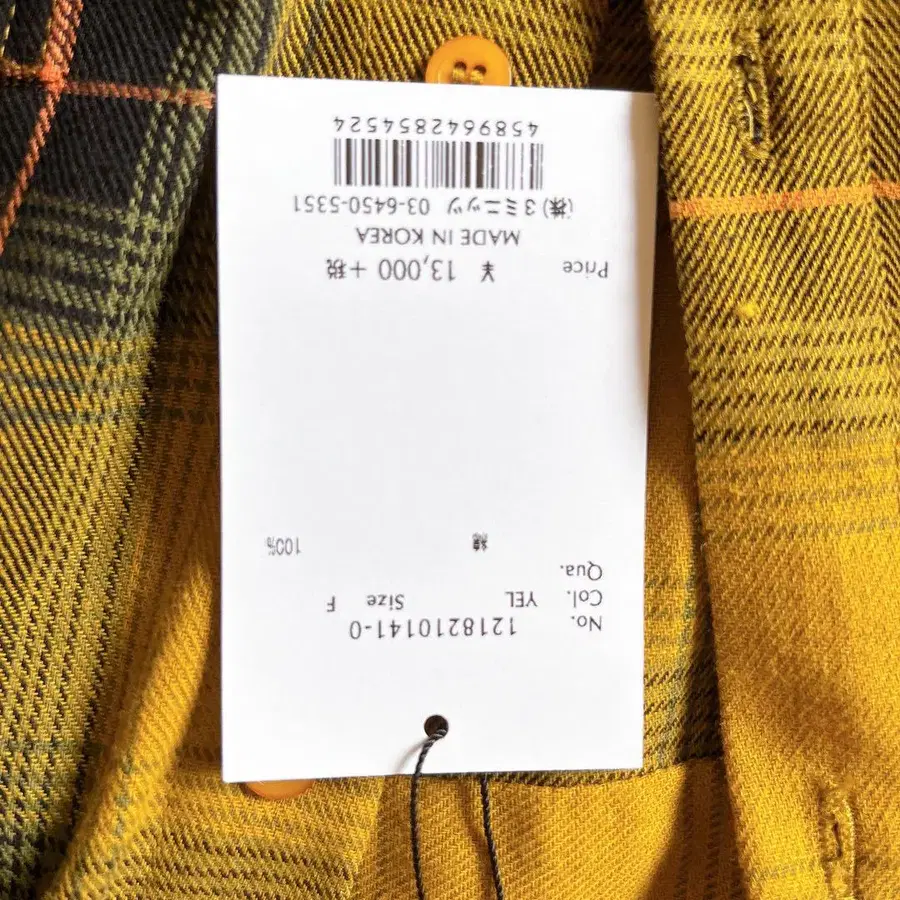 No. 1218210141-0
Col. YEL Size F
Qua.
綿 100%
Price ¥ 13,000 + 税
MADE IN KOREA
(株) 3ミニッツ 03-6450-5351
4589642854524